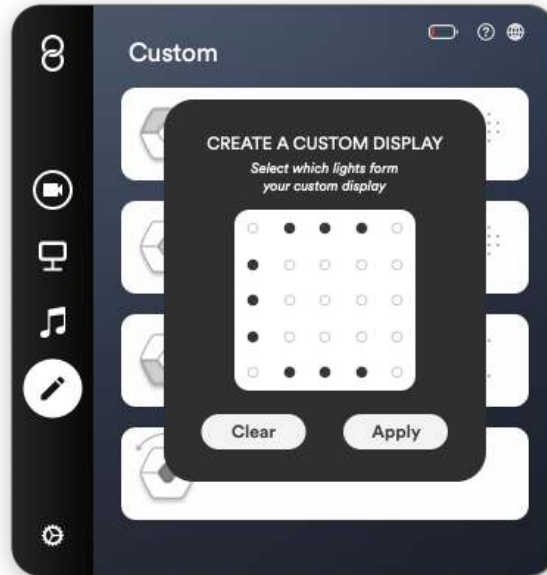 Custom
CREATE A CUSTOM DISPLAY
Select which lights form
your custom display
Clear
Apply